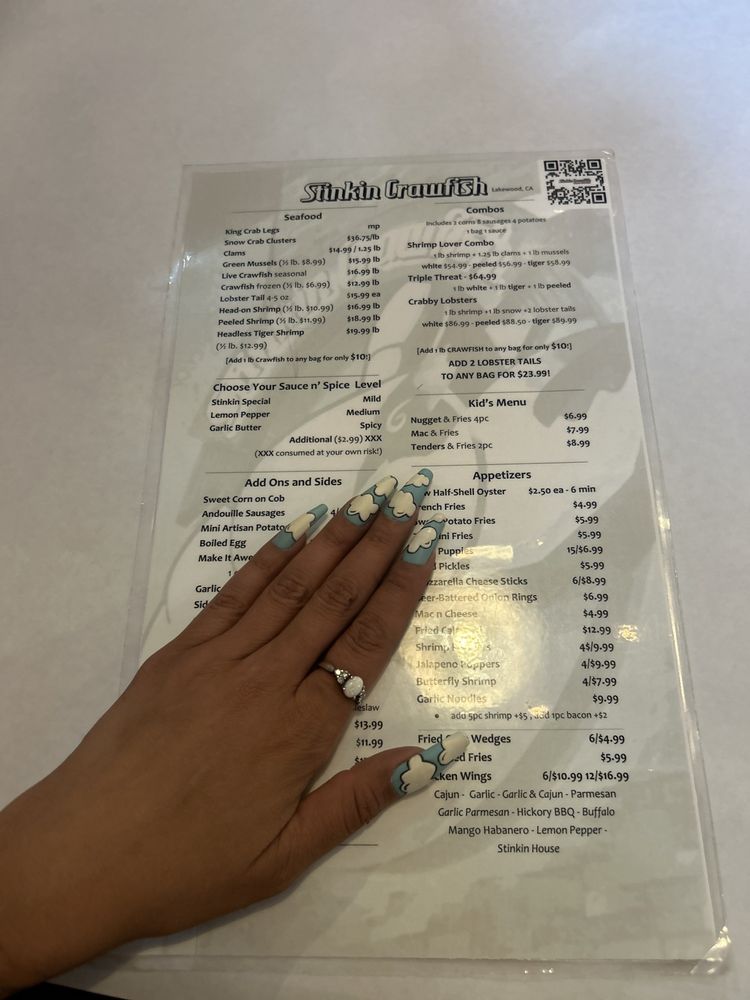 Stinkin Crawfish
Lakewood, CA
Seafood
King Crab Legs mp
Snow Crab Clusters $36.75/lb
Clams $14.99 / 1.25 lb
Green Mussels (½ lb. $8.99) $15.99 lb
Live Crawfish seasonal $16.99 lb
Crawfish frozen (½ lb. $6.99) $12.99 lb
Lobster Tail 4-5 oz $15.99 ea
Head-on Shrimp (½ lb. $10.99) $16.99 lb
Peeled Shrimp (½ lb. $11.99) $18.99 lb
Headless Tiger Shrimp $19.99 lb
(½ lb. $12.99)
[Add 1 lb Crawfish to any bag for only $10!]
Choose Your Sauce n' Spice Level
Stinkin Special Mild
Lemon Pepper Medium
Garlic Butter Spicy
Additional ($2.99) XXX
(XXX consumed at your own risk!)
Add Ons and Sides
Sweet Corn on Cob
Andouille Sausages
Mini Artisan
Boiled Egg
Make It
Garlic
$13.99
$11.99
Combos
Includes 2 corns 8 sausages 4 potatoes
1 bag 1 sauce
Shrimp Lover Combo
1 lb shrimp + 1.25 lb clams + 1 lb mussels
white $54.99 - peeled $56.99 - tiger $58.99
Triple Threat - $64.99
1 lb white + 1 lb tiger + 1 lb peeled
Crabby Lobsters
1 lb shrimp +1 lb snow +2 lobster tails
white $86.99 - peeled $88.50 - tiger $89.99
[Add 1 lb CRAWFISH to any bag for only $10!]
ADD 2 LOBSTER TAILS
TO ANY BAG FOR $23.99!
Kid's Menu
Nugget & Fries 4pc $6.99
Mac & Fries $7.99
Tenders & Fries 2pc $8.99
Appetizers
Half-Shell Oyster $2.50 ea - 6 min
Fries $4.99
Fries $5.99
Fries $5.99
Puppies 15/$6.99
Pickles $5.99
Cheese Sticks 6/$8.99
Onion Rings $6.99
Mac n Cheese $4.99
Fried $12.99
Shrimp 4$/9.99
Jalapeno Poppers 4/$9.99
Butterfly Shrimp 4/$7.99
Garlic Noodles $9.99
• add 5pc shrimp +$5, add 1pc bacon +$2
Fried Wedges 6/$4.99
Fries $5.99
Wings 6/$10.99 12/$16.99
Cajun - Garlic - Garlic & Cajun - Parmesan
Garlic Parmesan - Hickory BBQ - Buffalo
Mango Habanero - Lemon Pepper -
Stinkin House